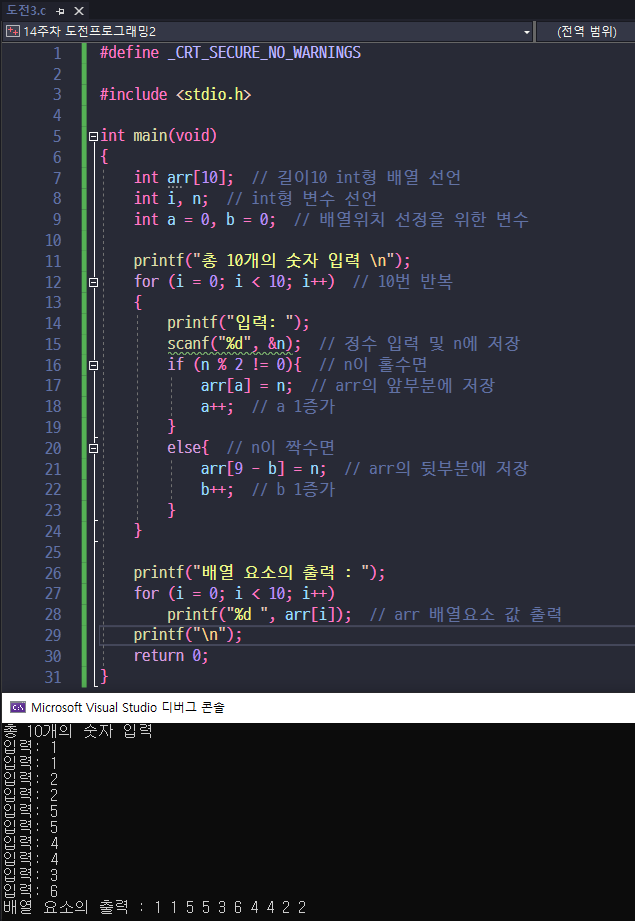 도전3.c
14주차 도전프로그래밍2 (전역 범위)
1 #define _CRT_SECURE_NO_WARNINGS
2
3 #include <stdio.h>
4
5 int main(void)
6 {
7 int arr[10]; // 길이10 int형 배열 선언
8 int i, n; // int형 변수 선언
9 int a = 0, b = 0; // 배열위치 선정을 위한 변수
10
11 printf("총 10개의 숫자 입력 \n");
12 for (i = 0; i < 10; i++) // 10번 반복
13 {
14 printf("입력: ");
15 scanf("%d", &n); // 정수 입력 및 n에 저장
16 if (n % 2 != 0){ // n이 홀수면
17 arr[a] = n; // arr의 앞부분에 저장
18 a++; // a 1증가
19 }
20 else{ // n이 짝수면
21 arr[9 - b] = n; // arr의 뒷부분에 저장
22 b++; // b 1증가
23 }
24 }
25
26 printf("배열 요소의 출력 : ");
27 for (i = 0; i < 10; i++)
28 printf("%d ", arr[i]); // arr 배열요소 값 출력
29 printf("\n");
30 return 0;
31 }
Microsoft Visual Studio 디버그 콘솔
총 10개의 숫자 입력
입력: 1
입력: 1
입력: 2
입력: 2
입력: 5
입력: 5
입력: 4
입력: 4
입력: 3
입력: 6
배열 요소의 출력 : 1 1 5 5 3 6 4 4 2 2